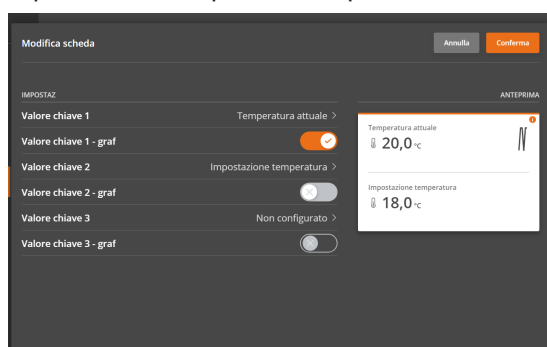 Modifica scheda
Annulla
Conferma
IMPOSTAZ
ANTEPRIMA
Valore chiave 1
Temperatura attuale >
Valore chiave 1 - graf
Valore chiave 2
Impostazione temperatura >
Valore chiave 2 - graf
Valore chiave 3
Non configurato >
Valore chiave 3 - graf
Temperatura attuale
20,0 °C
Impostazione temperatura
18,0 °C